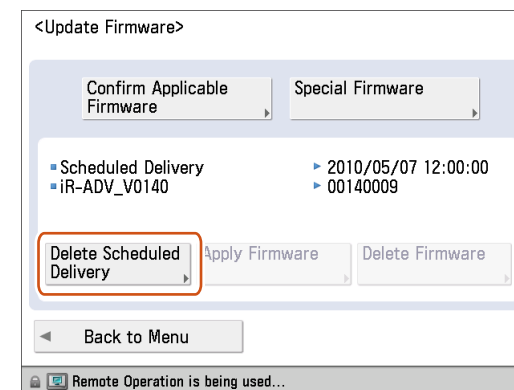 <Update Firmware>
Confirm Applicable
Firmware
Special Firmware
Scheduled Delivery
2010/05/07 12:00:00
iR-ADV_V0140
00140009
Delete Scheduled
Delivery
Apply Firmware
Delete Firmware
Back to Menu
Remote Operation is being used...